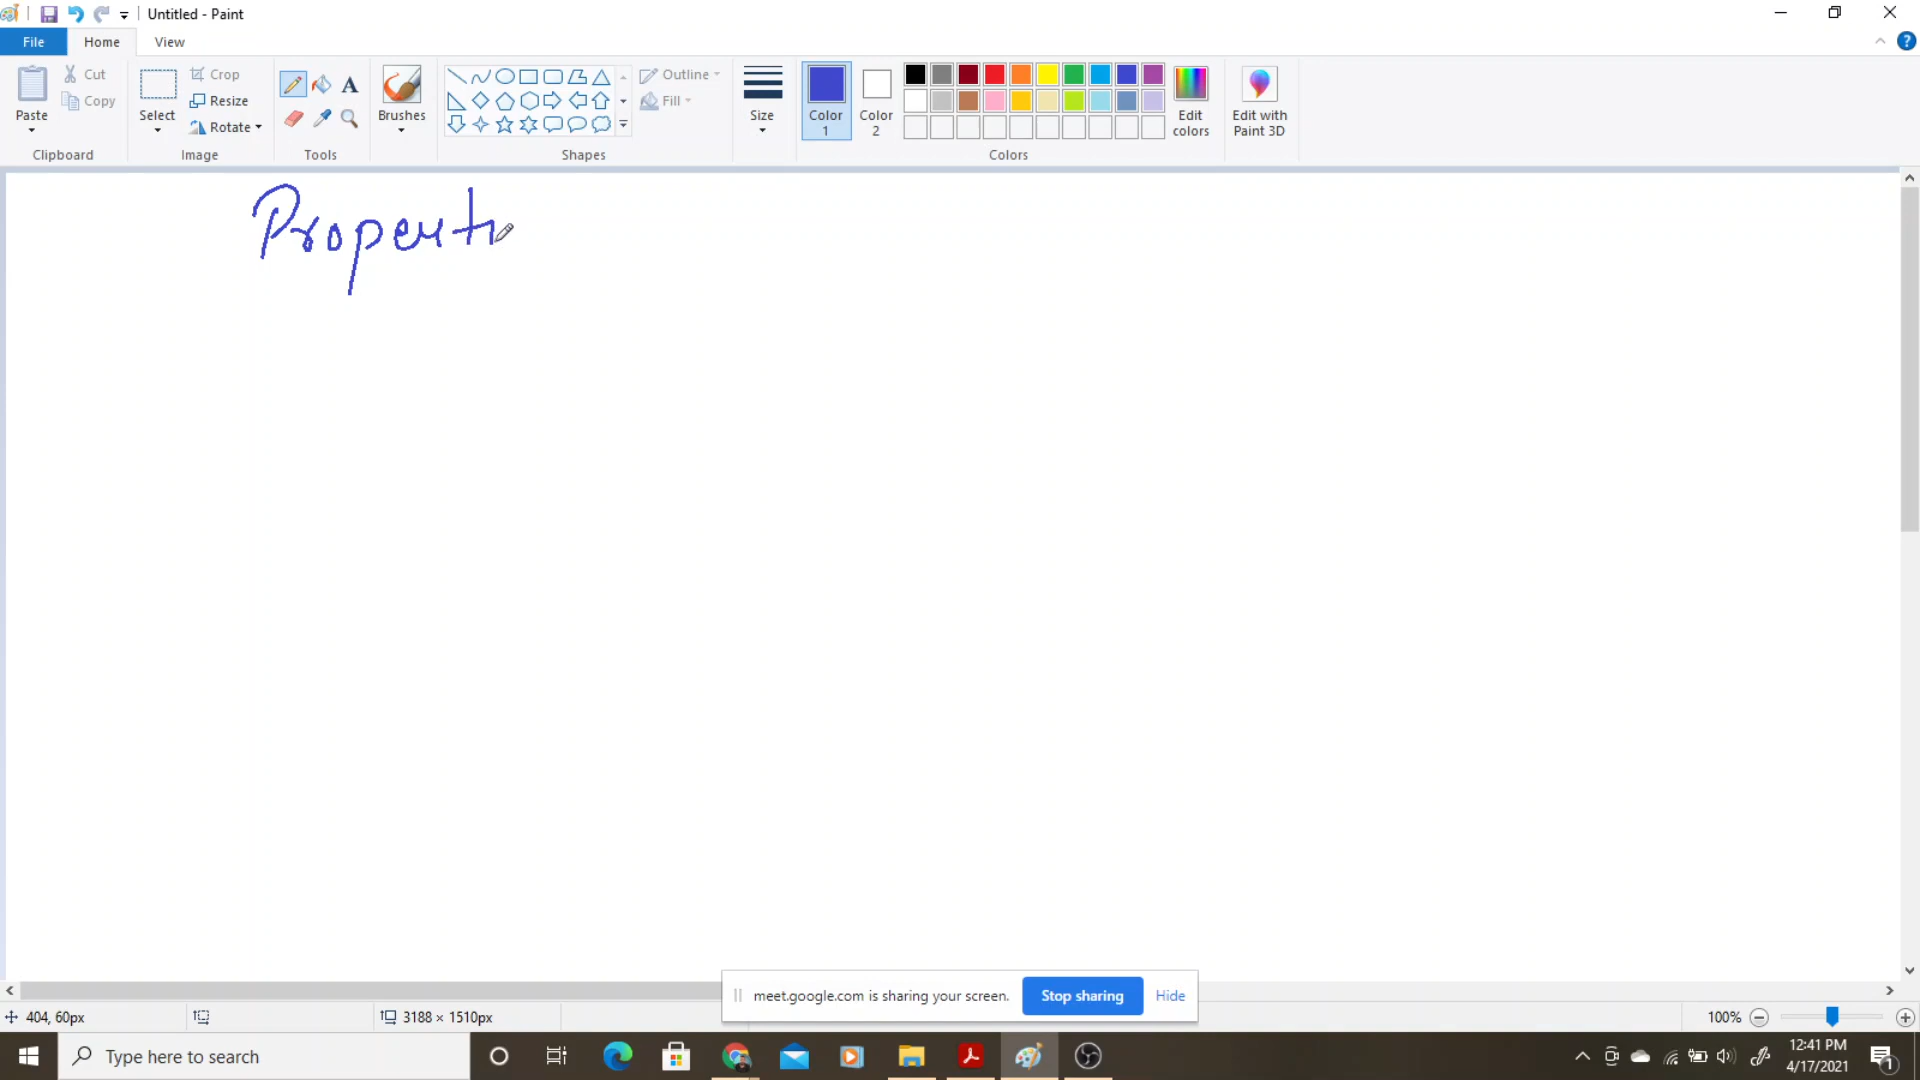 Untitled - Paint
File Home View
Paste Cut Copy Clipboard
Select Crop Resize Rotate Image
Tools
Brushes
Shapes
Outline Fill
Size
Color 1 Color 2
Colors
Edit colors
Edit with Paint 3D
Properti
meet.google.com is sharing your screen. Stop sharing Hide
404, 60px 3188 × 1510px 100%
Type here to search
12:41 PM
4/17/2021
1